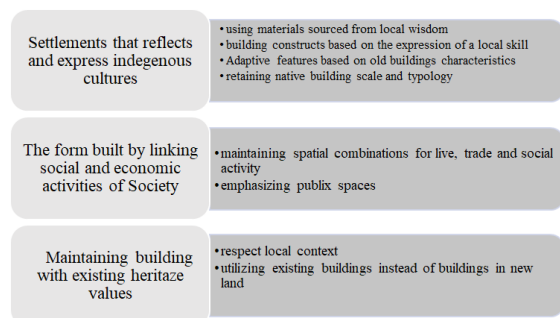 Settlements that reflects
and express indegenous
cultures
•using materials sourced from local wisdom
•building constructs based on the expression of a local skill
•Adaptive features based on old buildings characteristics
•retaining native building scale and typology
The form built by linking
social and economic
activities of Society
•maintaining spatial combinations for live, trade and social
activity
•emphasizing publix spaces
Maintaining building
with existing heritaze
values
•respect local context
•utilizing existing buildings instead of buildings in new
land